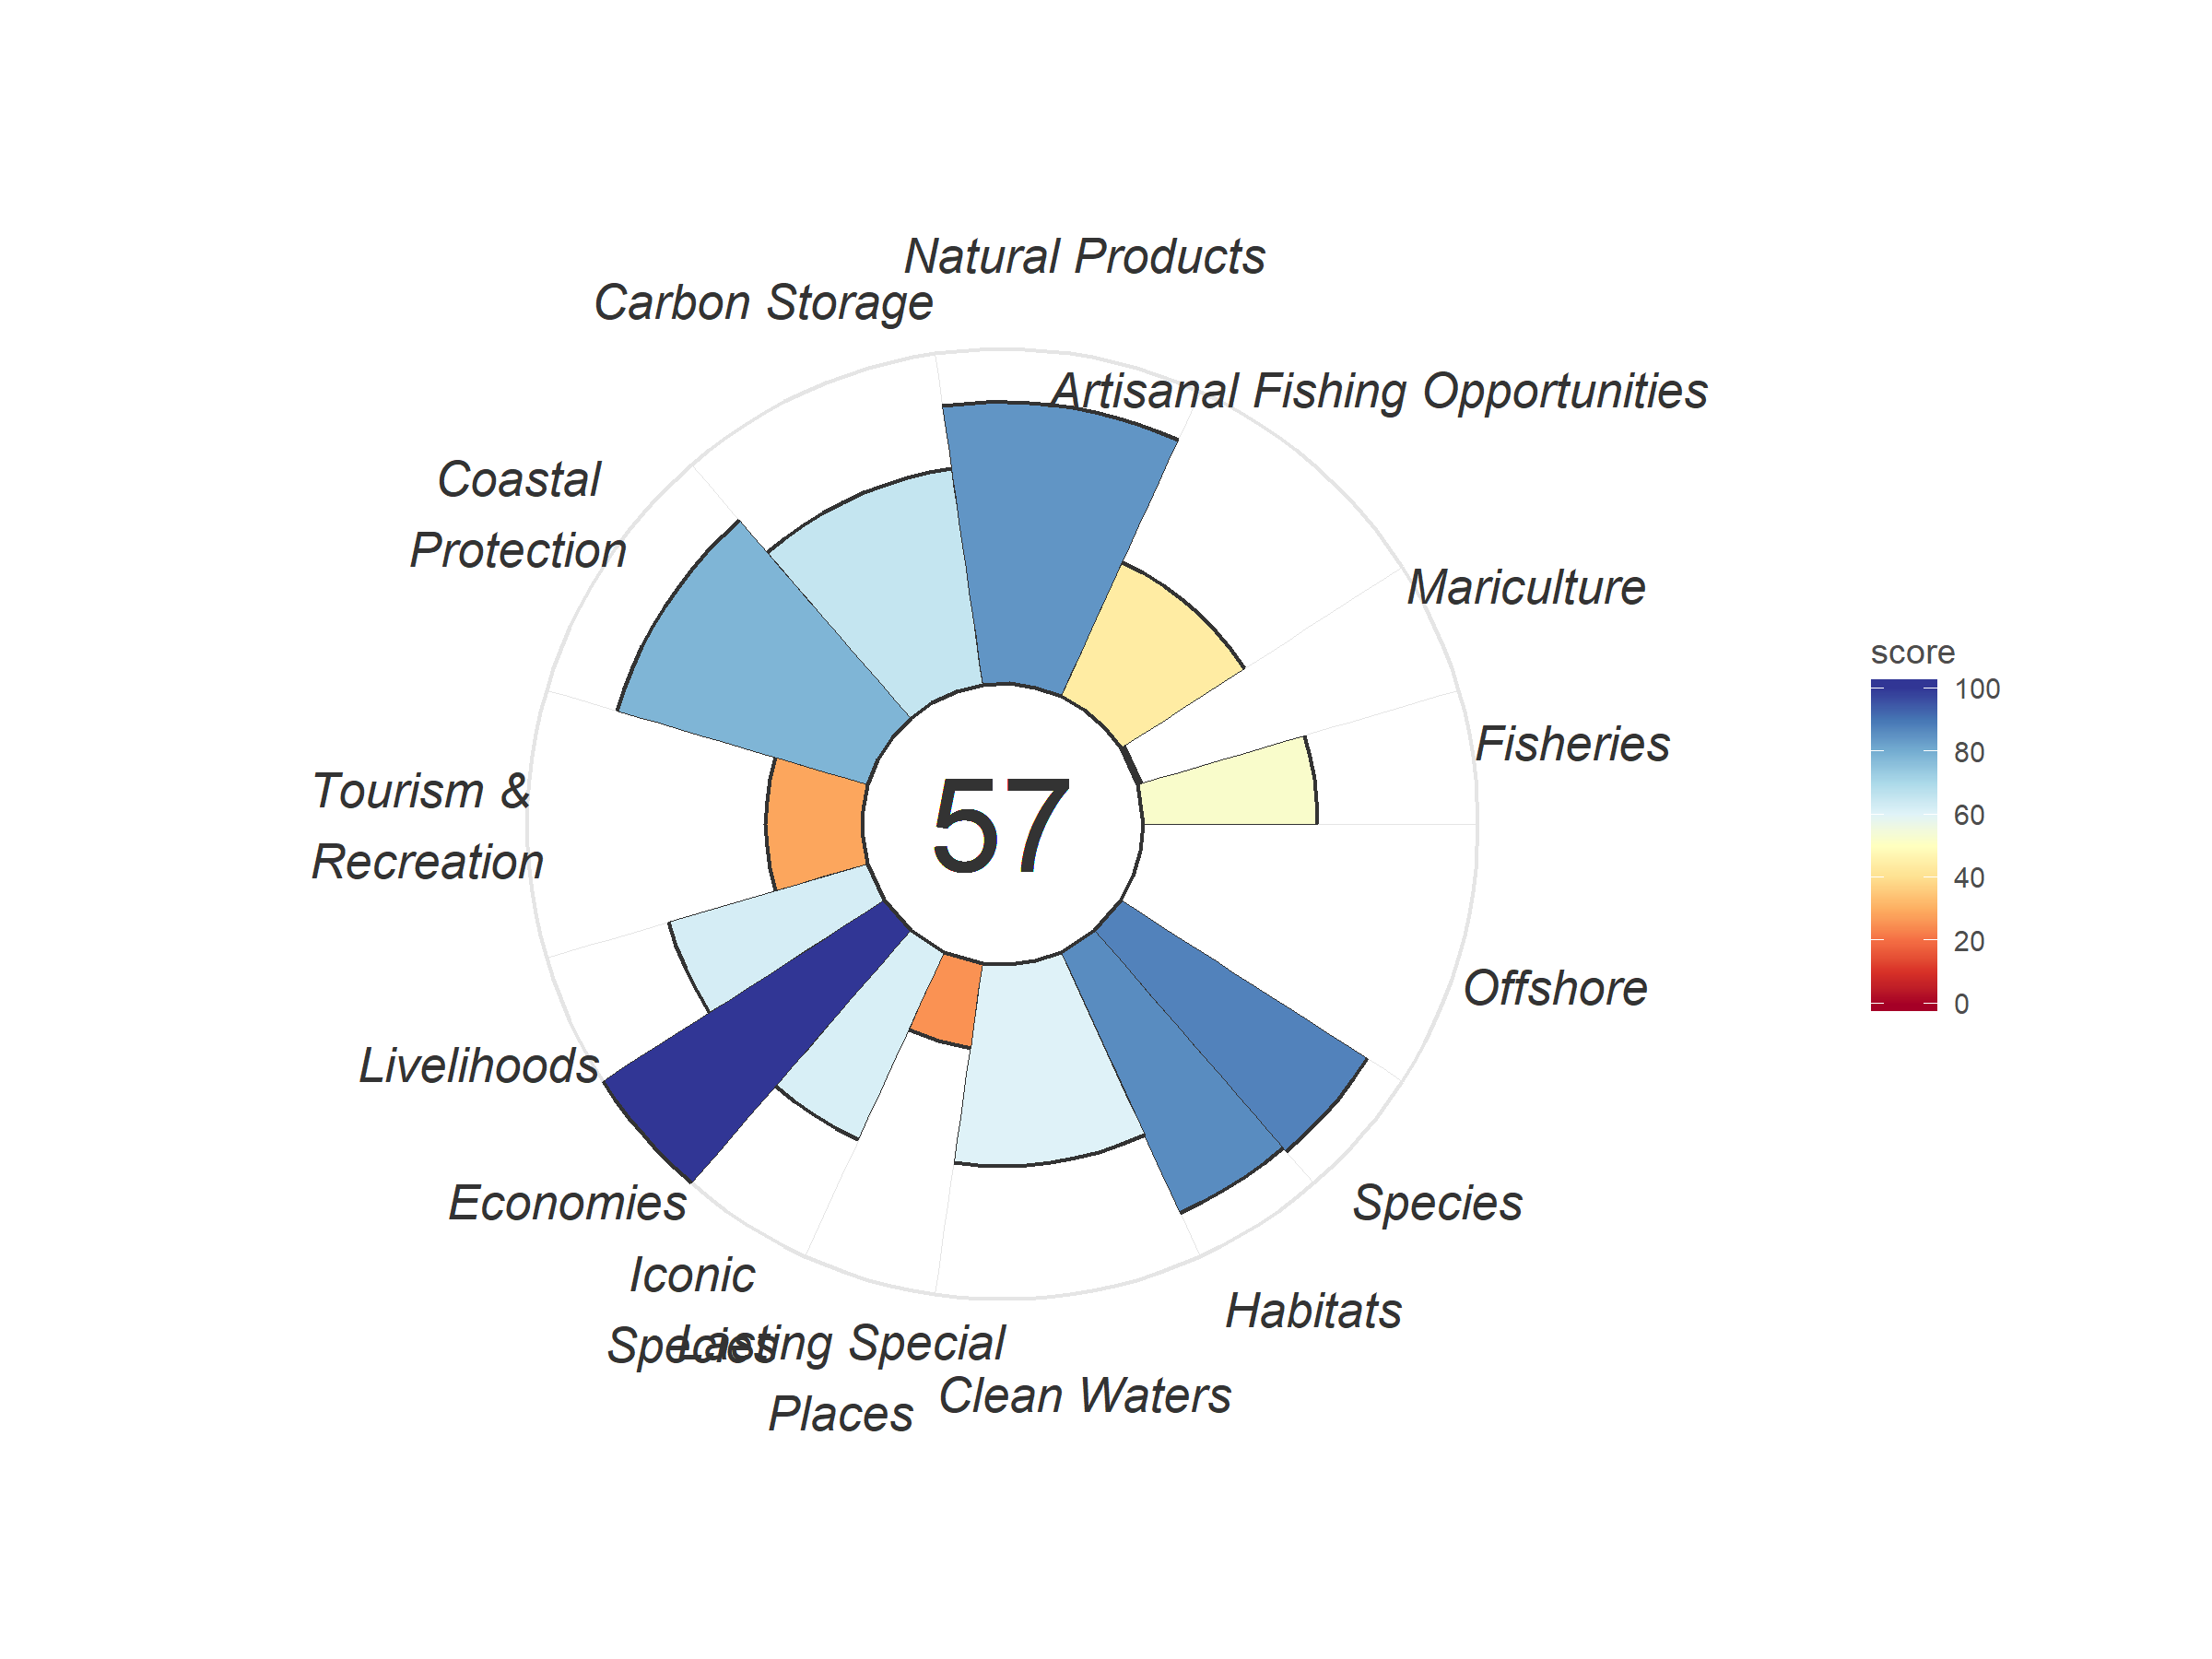 Natural Products
Carbon Storage
Artisanal Fishing Opportunities
Coastal
Protection
Mariculture
Fisheries
Tourism &
Recreation
57
Offshore
Livelihoods
Economies
Species
Iconic
Species
Habitats
Lasting Special
Places
Clean Waters
score
100
80
60
40
20
0